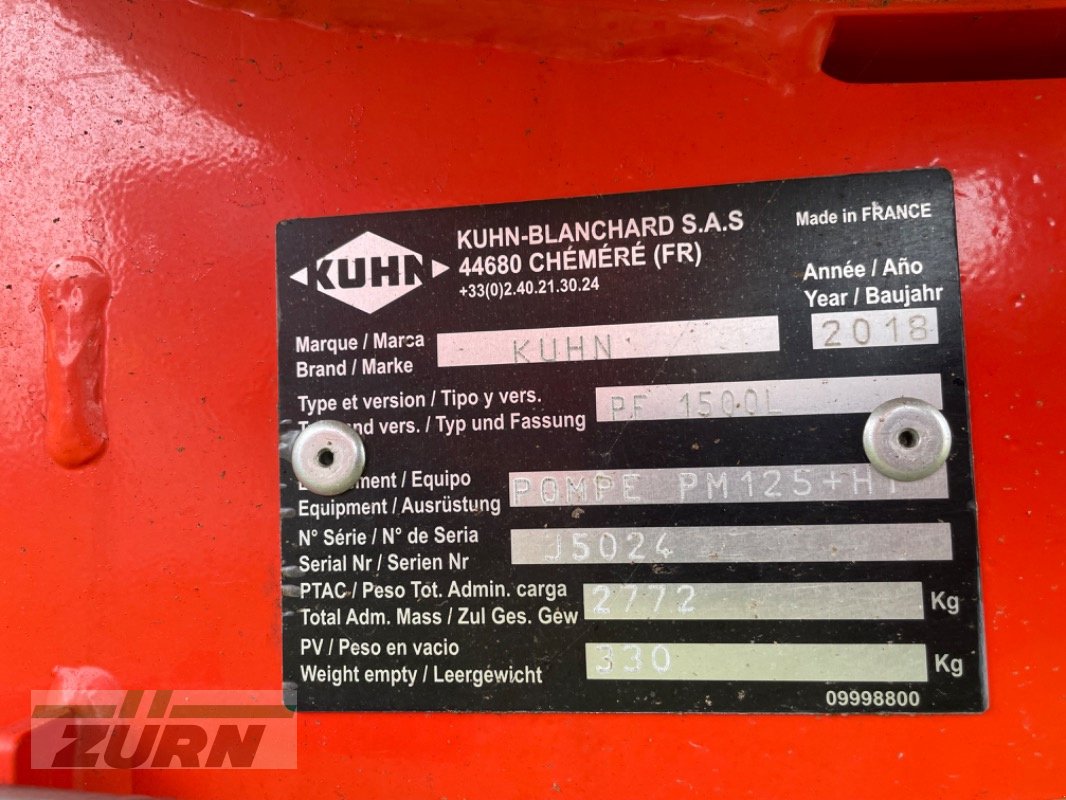 KUHN
KUHN-BLANCHARD S.A.S
44680 CHÉMÉRÉ (FR)
+33(0)2.40.21.30.24
Made in FRANCE
Année / Año
Year / Baujahr
2018
Marque / Marca
Brand / Marke
KUHN
Type et version / Tipo y vers.
and vers. / Typ und Fassung
PF 1500L
/ Equipo
Equipment / Ausrüstung
POMPE PM125+
N° Série / N° de Seria
Serial Nr / Serien Nr
J5024
PTAC / Peso Tot. Admin. carga
Total Adm. Mass / Zul Ges. Gew
2772
Kg
PV / Peso en vacio
Weight empty / Leergewicht
330
Kg
09998800
ZÜRN